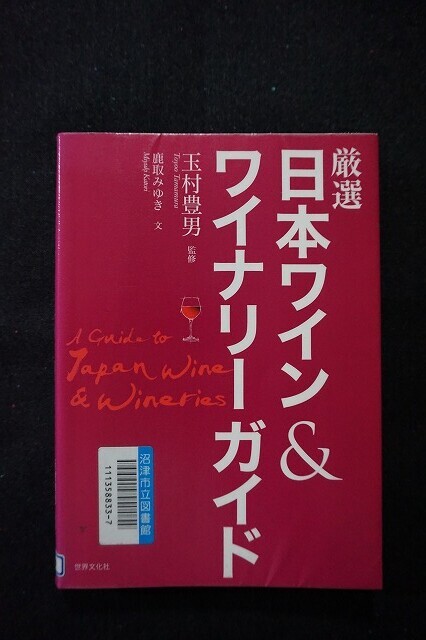 厳選
日本ワイン&
ワイナリーガイド
玉村豊男 監修
Toyoo Tamamura
鹿取みゆき 文
Miyuki Katori
A Guide to
Japan Wine
& Wineries
沼津市立図書館
111358833-7
世界文化社